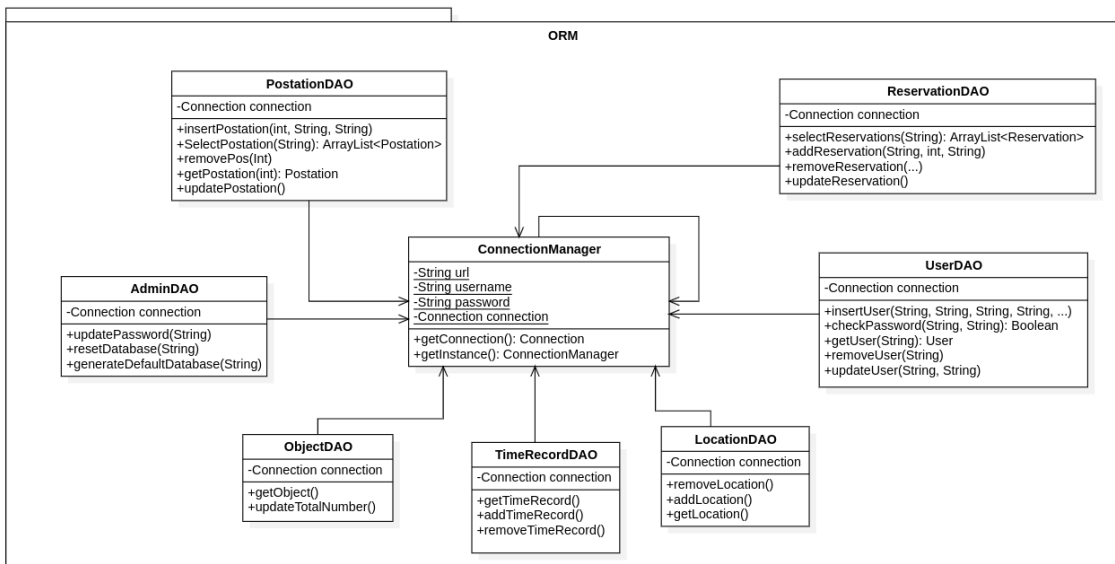 ORM
PostationDAO
-Connection connection
+insertPostation(int, String, String)
+SelectPostation(String): ArrayList<Postation>
+removePos(Int)
+getPostation(int): Postation
+updatePostation()
ReservationDAO
-Connection connection
+selectReservations(String): ArrayList<Reservation>
+addReservation(String, int, String)
+removeReservation(...)
+updateReservation()
ConnectionManager
-String url
-String username
-String password
-Connection connection
+getConnection(): Connection
+getInstance(): ConnectionManager
AdminDAO
-Connection connection
+updatePassword(String)
+resetDatabase(String)
+generateDefaultDatabase(String)
UserDAO
-Connection connection
+insertUser(String, String, String, String, ...)
+checkPassword(String, String): Boolean
+getUser(String): User
+removeUser(String)
+updateUser(String, String)
ObjectDAO
-Connection connection
+getObject()
+updateTotalNumber()
TimeRecordDAO
-Connection connection
+getTimeRecord()
+addTimeRecord()
+removeTimeRecord()
LocationDAO
-Connection connection
+removeLocation()
+addLocation()
+getLocation()